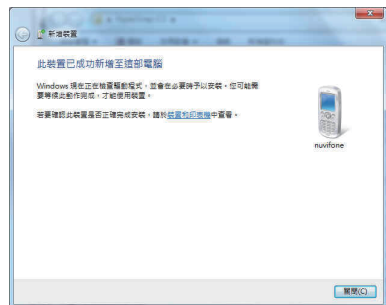 新增裝置
此裝置已成功新增至這部電腦
Windows 現在正在檢查驅動程式，並會在必要時予以安裝。您可能需
要等候此動作完成，才能使用裝置。
若要確認此裝置是否正確完成安裝，請於裝置和印表機中查看。
nuvifone
關閉(C)